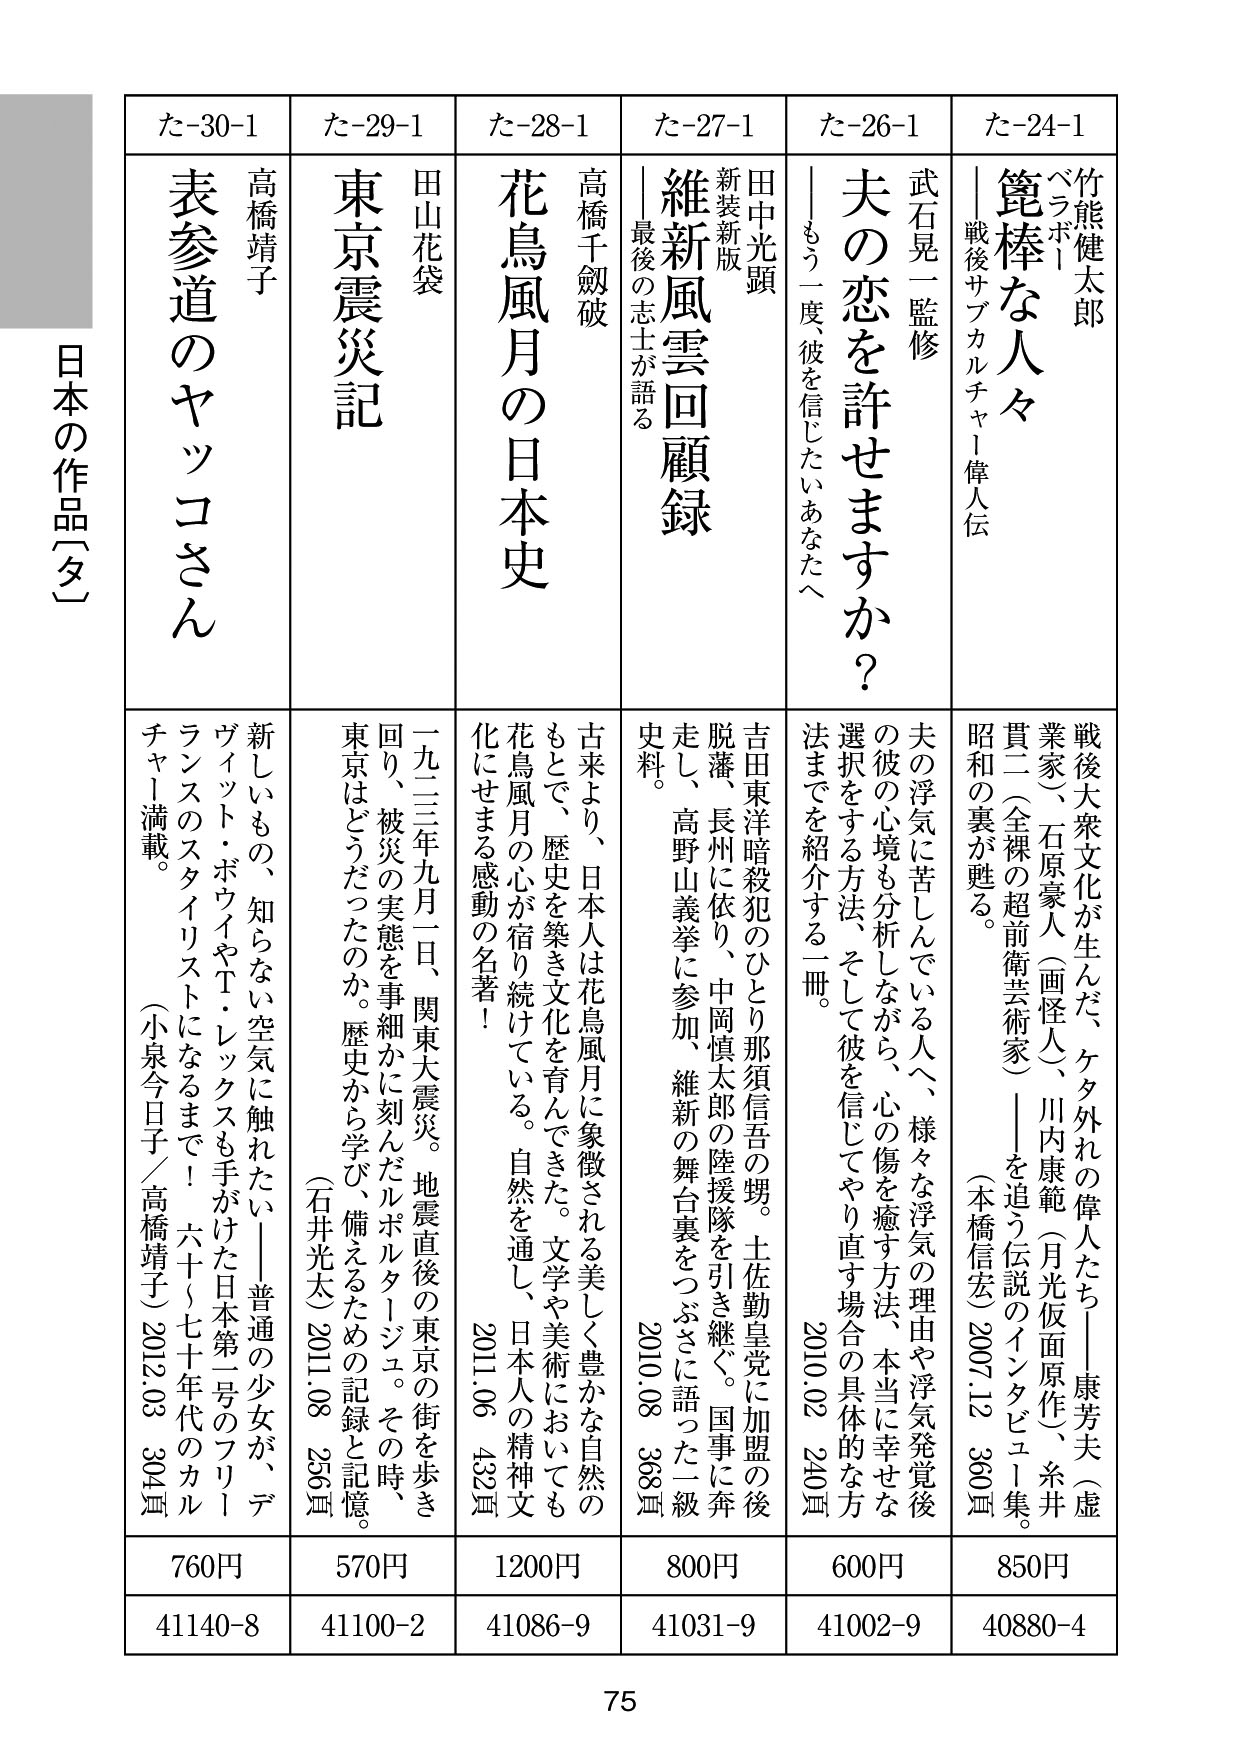 た-24-1
竹熊健太郎
ベラボー
箆棒な人々
――戦後サブカルチャー偉人伝
戦後大衆文化が生んだ、ケタ外れの偉人たち――康芳夫（虚
業家）、石原豪人（画怪人）、川内康範（月光仮面原作）、糸井
貫二（全裸の超前衛芸術家）――を追う伝説のインタビュー集。
昭和の裏が甦る。
（本橋信宏）2007.12 360頁
850円
40880-4
た-26-1
武石晃一監修
夫の恋を許せますか？
――もう一度、彼を信じたいあなたへ
夫の浮気に苦しんでいる人へ、様々な浮気の理由や浮気発覚後
の彼の心境も分析しながら、心の傷を癒す方法、本当に幸せな
選択をする方法、そして彼を信じてやり直す場合の具体的な方
法までを紹介する一冊。
2010.02 240頁
600円
41002-9
た-27-1
田中光顕
新装新版
維新風雲回顧録
――最後の志士が語る
吉田東洋暗殺犯のひとり那須信吾の甥。土佐勤皇党に加盟の後
脱藩、長州に依り、中岡慎太郎の陸援隊を引き継ぐ。国事に奔
走し、高野山義挙に参加、維新の舞台裏をつぶさに語った一級
史料。
2010.08 368頁
800円
41031-9
た-28-1
高橋千劔破
花鳥風月の日本史
古来より、日本人は花鳥風月に象徴される美しく豊かな自然の
もとで、歴史を築き文化を育んできた。文学や美術においても
花鳥風月の心が宿り続けている。自然を通し、日本人の精神文
化にせまる感動の名著！
2011.06 432頁
1200円
41086-9
た-29-1
田山花袋
東京震災記
一九二三年九月一日、関東大震災。地震直後の東京の街を歩き
回り、被災の実態を事細かに刻んだルポルタージュ。その時、
東京はどうだったのか。歴史から学び、備えるための記録と記憶。
（石井光太）2011.08 256頁
570円
41100-2
た-30-1
高橋靖子
表参道のヤッコさん
新しいもの、知らない空気に触れたい――普通の少女が、デ
ヴィット・ボウイやT・レックスも手がけた日本第一号のフリー
ランスのスタイリストになるまで！　六十～七十年代のカル
チャー満載。
（小泉今日子／高橋靖子）2012.03 304頁
760円
41140-8
日本の作品〔タ〕
75